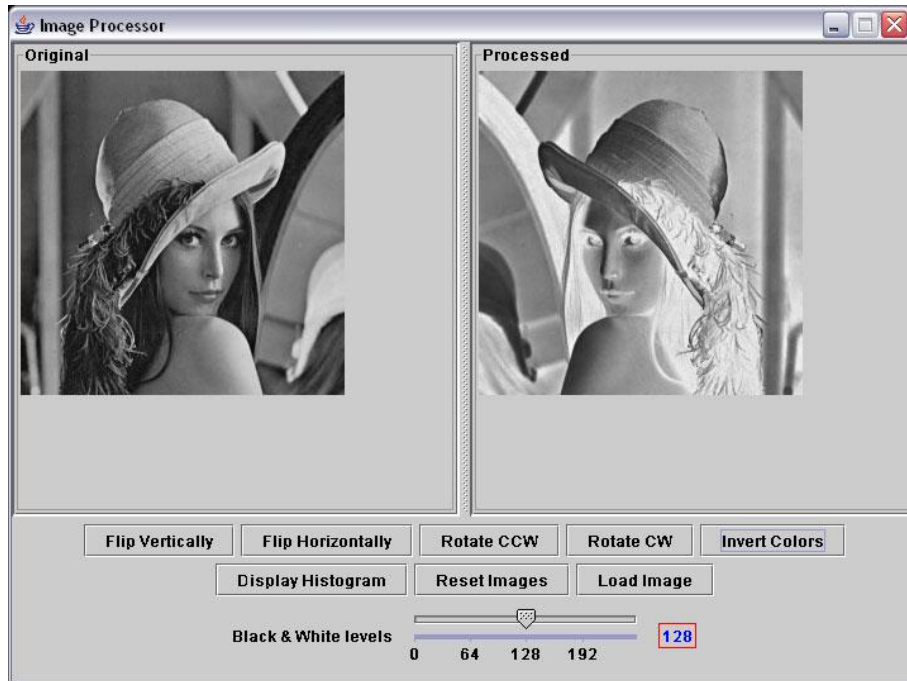 Image Processor
Original
Processed
Flip Vertically
Flip Horizontally
Rotate CCW
Rotate CW
Invert Colors
Display Histogram
Reset Images
Load Image
Black & White levels
0 64 128 192
128